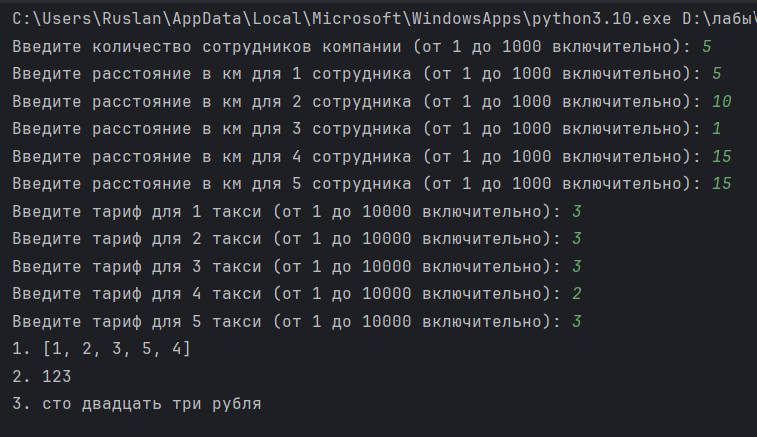 C:\Users\Ruslan\AppData\Local\Microsoft\WindowsApps\python3.10.exe D:\лабы\
Введите количество сотрудников компании (от 1 до 1000 включительно): 5
Введите расстояние в км для 1 сотрудника (от 1 до 1000 включительно): 5
Введите расстояние в км для 2 сотрудника (от 1 до 1000 включительно): 10
Введите расстояние в км для 3 сотрудника (от 1 до 1000 включительно): 1
Введите расстояние в км для 4 сотрудника (от 1 до 1000 включительно): 15
Введите расстояние в км для 5 сотрудника (от 1 до 1000 включительно): 15
Введите тариф для 1 такси (от 1 до 10000 включительно): 3
Введите тариф для 2 такси (от 1 до 10000 включительно): 3
Введите тариф для 3 такси (от 1 до 10000 включительно): 3
Введите тариф для 4 такси (от 1 до 10000 включительно): 2
Введите тариф для 5 такси (от 1 до 10000 включительно): 3
1. [1, 2, 3, 5, 4]
2. 123
3. сто двадцать три рубля